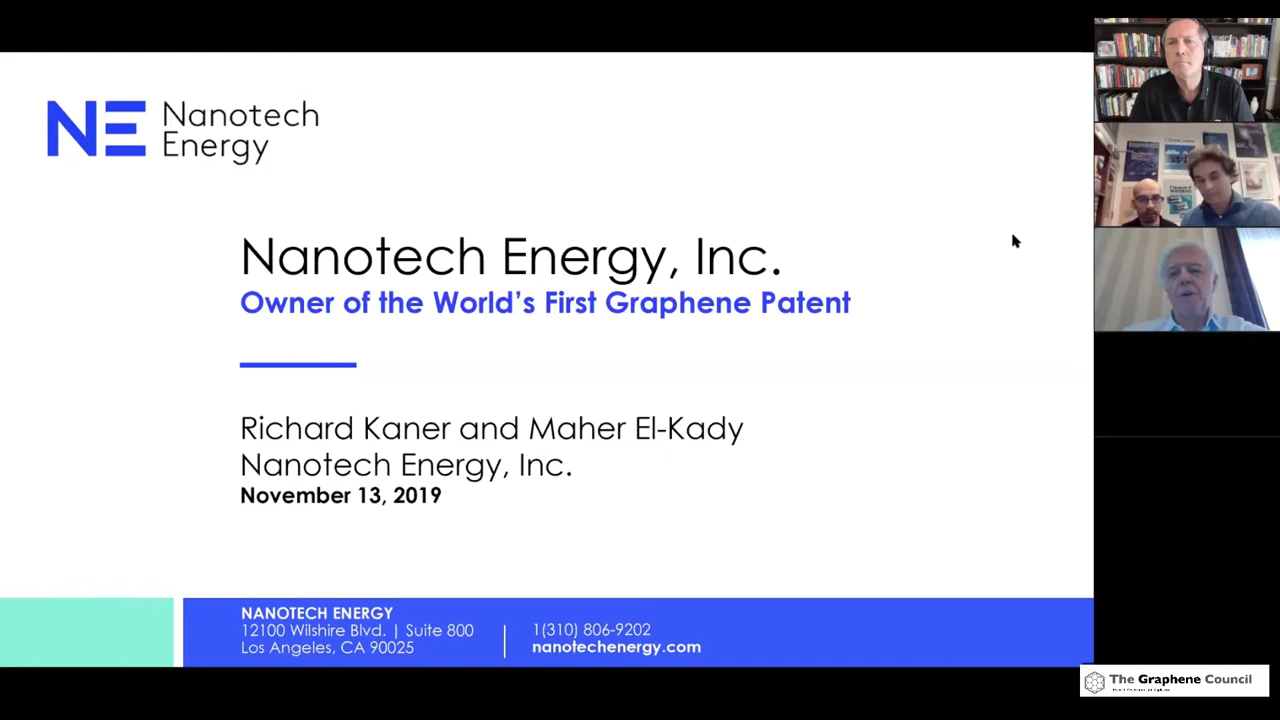 NE Nanotech
Energy
Nanotech Energy, Inc.
Owner of the World's First Graphene Patent
Richard Kaner and Maher El-Kady
Nanotech Energy, Inc.
November 13, 2019
NANOTECH ENERGY
12100 Wilshire Blvd. | Suite 800
Los Angeles, CA 90025
1(310) 806-9202
nanotechenergy.com
The Graphene Council